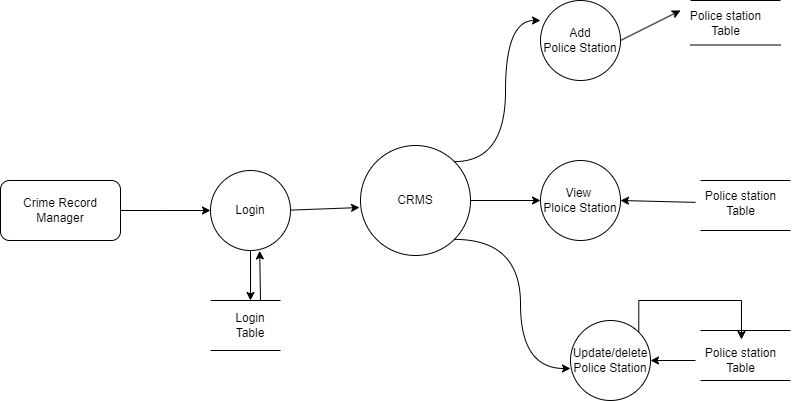 Add
Police Station
Police station
Table
Crime Record
Manager
Login
CRMS
View
Ploice Station
Police station
Table
Login
Table
Update/delete
Police Station
Police station
Table